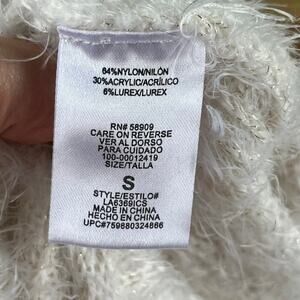 64%NYLON/NILÓN
30%ACRYLIC/ACRÍLICO
6%LUREX/LUREX
RN# 58909
CARE ON REVERSE
VER AL DORSO
PARA CUIDADO
100-00012419
SIZE/TALLA
S
STYLE/ESTILO#
LA6369ICS
MADE IN CHINA
HECHO EN CHINA
UPC#759880324866